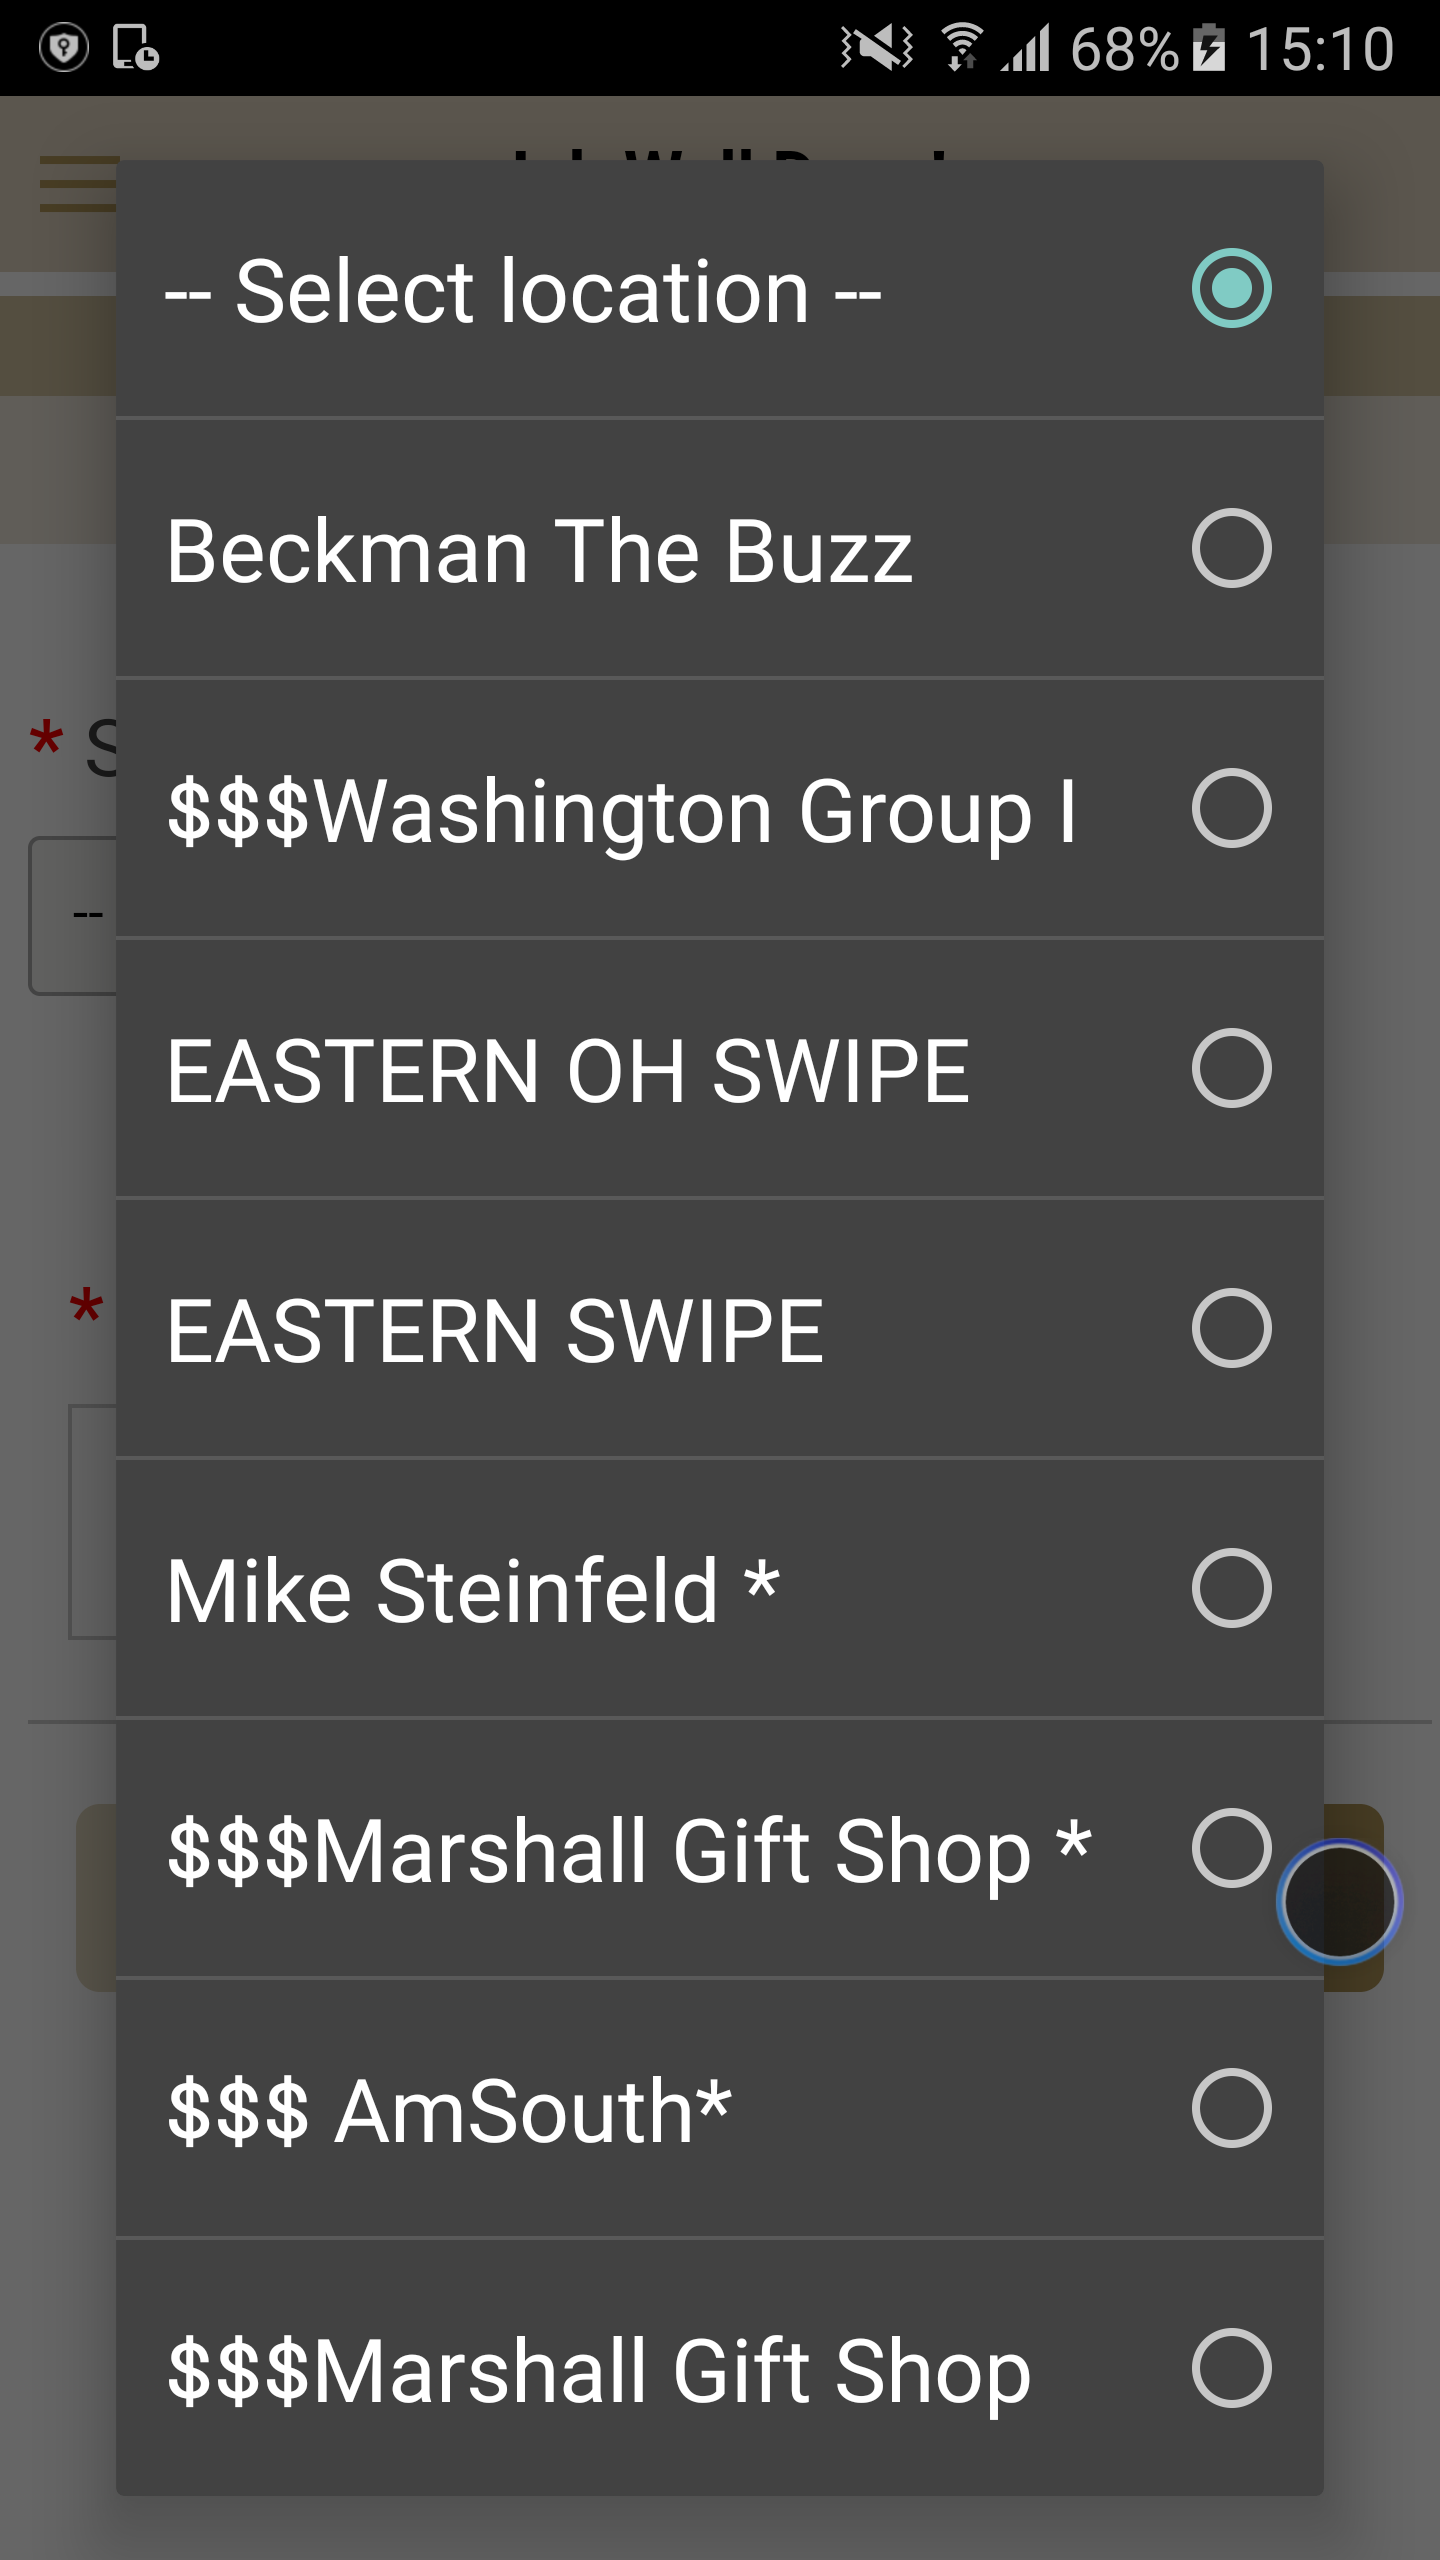 68% 15:10
-- Select location --
Beckman The Buzz
$$$Washington Group I
* S
--
EASTERN OH SWIPE
EASTERN SWIPE
*
Mike Steinfeld *
$$$Marshall Gift Shop *
$$$ AmSouth*
$$$Marshall Gift Shop